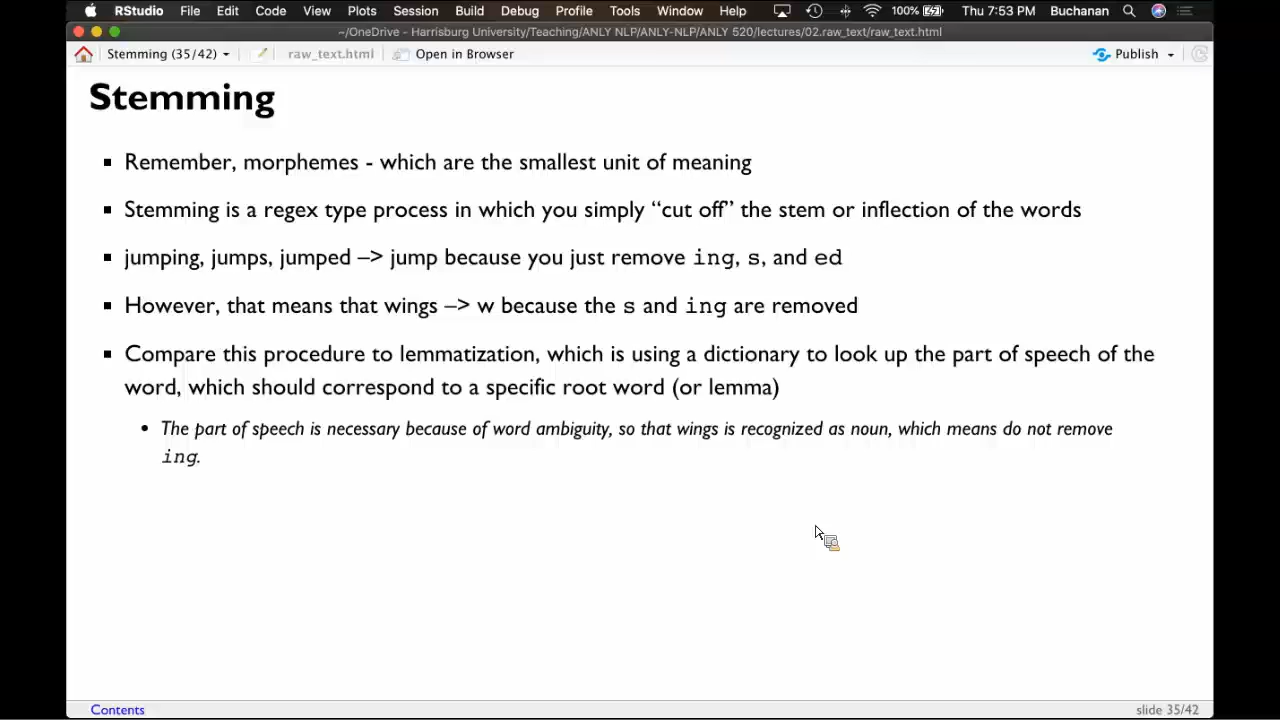 RStudio File Edit Code View Plots Session Build Debug Profile Tools Window Help 100% Thu 7:53 PM Buchanan
~/OneDrive - Harrisburg University/Teaching/ANLY NLP/ANLY-NLP/ANLY 520/lectures/02.raw_text/raw_text.html
Stemming (35/42) raw_text.html Open in Browser Publish
Stemming
▪ Remember, morphemes - which are the smallest unit of meaning
▪ Stemming is a regex type process in which you simply “cut off” the stem or inflection of the words
▪ jumping, jumps, jumped –> jump because you just remove ing, s, and ed
▪ However, that means that wings –> w because the s and ing are removed
▪ Compare this procedure to lemmatization, which is using a dictionary to look up the part of speech of the
word, which should correspond to a specific root word (or lemma)
• The part of speech is necessary because of word ambiguity, so that wings is recognized as noun, which means do not remove
ing.
Contents slide 35/42